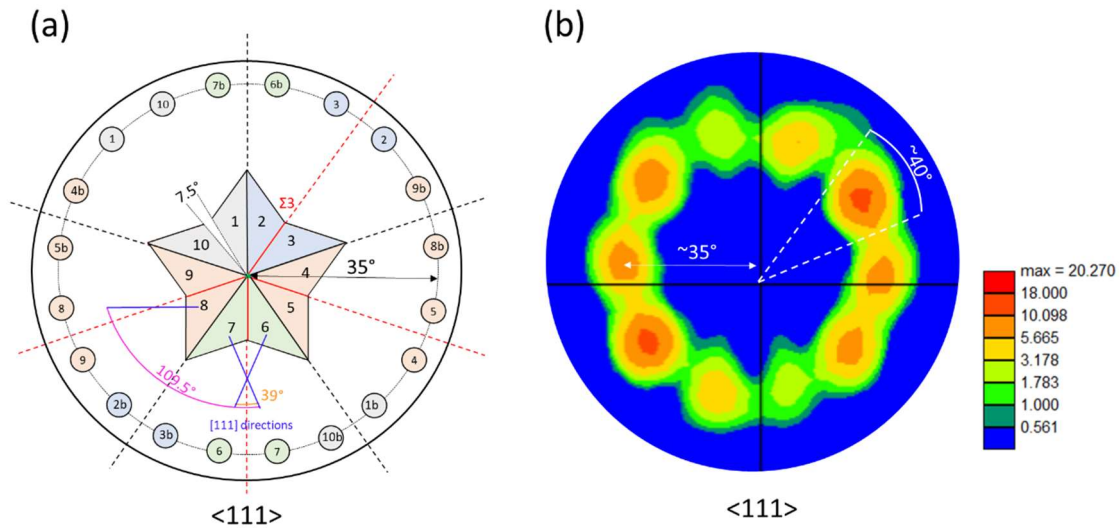 (a)
(b)
7b
6b
10
3
1
2
4b
9b
5b
8b
8
5
9
4
2b
1b
3b
10b
6
7
7.5°
Σ3
1
2
10
3
9
4
8
5
7
6
35°
109.5°
39°
[111] directions
<111>
~40°
~35°
max = 20.270
18.000
10.098
5.665
3.178
1.783
1.000
0.561
<111>